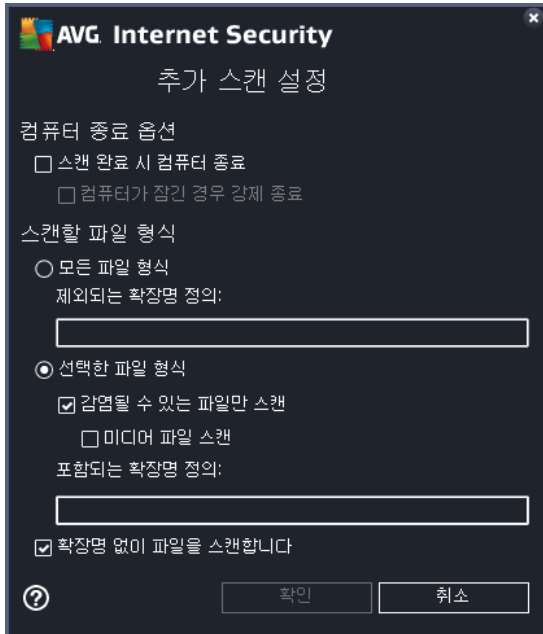 AVG. Internet Security
추가 스캔 설정
컴퓨터 종료 옵션
스캔 완료 시 컴퓨터 종료
컴퓨터가 잠긴 경우 강제 종료
스캔할 파일 형식
모든 파일 형식
제외되는 확장명 정의:
선택한 파일 형식
감염될 수 있는 파일만 스캔
미디어 파일 스캔
포함되는 확장명 정의:
확장명 없이 파일을 스캔합니다
확인 취소